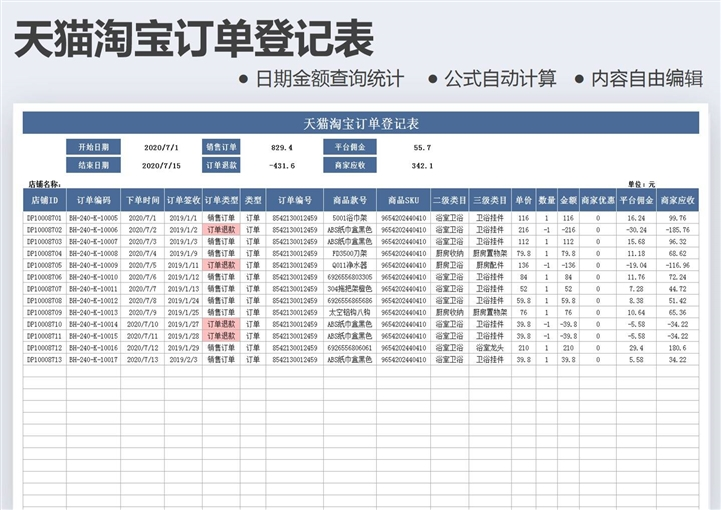 天猫淘宝订单登记表
● 日期金额查询统计 ● 公式自动计算 ● 内容自由编辑
天猫淘宝订单登记表
开始日期 2020/7/1 销售订单 829.4 平台佣金 55.7
结束日期 2020/7/15 订单退款 -431.6 商家应收 342.1
店铺名称: 单位: 元
店铺ID 订单编码 下单时间 订单签收 订单类型 类型 订单编号 商品款号 商品SKU 二级类目 三级类目 单价 数量 金额 商家优惠 平台佣金 商家应收
DP10008701 BH-240-K-10005 2020/7/1 2019/1/1 销售订单 订单 8542130012459 5001浴巾架 9654202440410 浴室卫浴 卫浴挂件 116 1 116 0 16.24 99.76
DP10008702 BH-240-K-10006 2020/7/2 2019/1/2 订单退款 订单 8542130012459 ABS纸巾盒黑色 9654202440410 浴室卫浴 卫浴挂件 216 -1 -216 0 -30.24 -185.76
DP10008703 BH-240-K-10007 2020/7/3 2019/1/3 销售订单 订单 8542130012459 ABS纸巾盒黑色 9654202440410 浴室卫浴 卫浴挂件 112 1 112 0 15.68 96.32
DP10008704 BH-240-K-10008 2020/7/4 2019/1/9 销售订单 订单 8542130012459 FD3500刀架 9654202440410 厨房收纳 厨房置物架 79.8 1 79.8 0 11.18 68.62
DP10008705 BH-240-K-10009 2020/7/5 2019/1/11 订单退款 订单 8542130012459 Q011净水器 9654202440410 厨房卫浴 厨房配件 136 -1 -136 0 -19.04 -116.96
DP10008706 BH-240-K-10010 2020/7/6 2019/1/12 销售订单 订单 8542130012459 6926556803305 9654202440410 浴室卫浴 卫浴挂件 84 1 84 0 11.76 72.24
DP10008707 BH-240-K-10011 2020/7/7 2019/1/13 销售订单 订单 8542130012459 304拖把架橙色 9654202440410 浴室卫浴 卫浴挂件 52 1 52 0 7.28 44.72
DP10008708 BH-240-K-10012 2020/7/8 2019/1/24 销售订单 订单 8542130012459 6926556865686 9654202440410 浴室卫浴 卫浴挂件 59.8 1 59.8 0 8.38 51.42
DP10008709 BH-240-K-10013 2020/7/9 2019/1/25 销售订单 订单 8542130012459 太空铝钩八钩 9654202440410 厨房收纳 厨房置物架 76 1 76 0 10.64 65.36
DP10008710 BH-240-K-10014 2020/7/10 2019/1/27 订单退款 订单 8542130012459 ABS纸巾盒黑色 9654202440410 浴室卫浴 卫浴挂件 39.8 -1 -39.8 0 -5.58 -34.22
DP10008711 BH-240-K-10015 2020/7/11 2019/1/28 订单退款 订单 8542130012459 ABS纸巾盒黑色 9654202440410 浴室卫浴 卫浴挂件 39.8 -1 -39.8 0 -5.58 -34.22
DP10008712 BH-240-K-10016 2020/7/12 2019/1/29 销售订单 订单 8542130012459 6926556806061 9654202440410 浴室卫浴 浴室龙头 210 1 210 0 29.4 180.6
DP10008713 BH-240-K-10017 2020/7/13 2019/2/3 销售订单 订单 8542130012459 ABS纸巾盒黑色 9654202440410 浴室卫浴 卫浴挂件 39.8 1 39.8 0 5.58 34.22